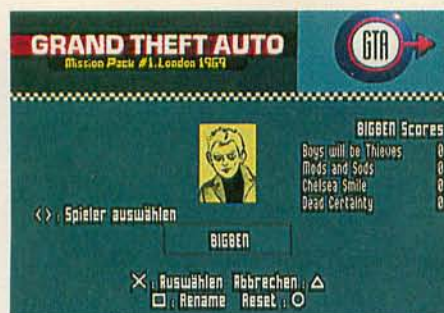 GRAND THEFT AUTO
Mission Pack #1.London 1969
GTA
BIGBEN Scores
Boys will be Thieves 0
Mods and Sods 0
Chelsea Smile 0
Dead Certainty 0
<> : Spieler auswählen
BIGBEN
X : Auswählen Abbrechen : △
□ : Rename Reset : O